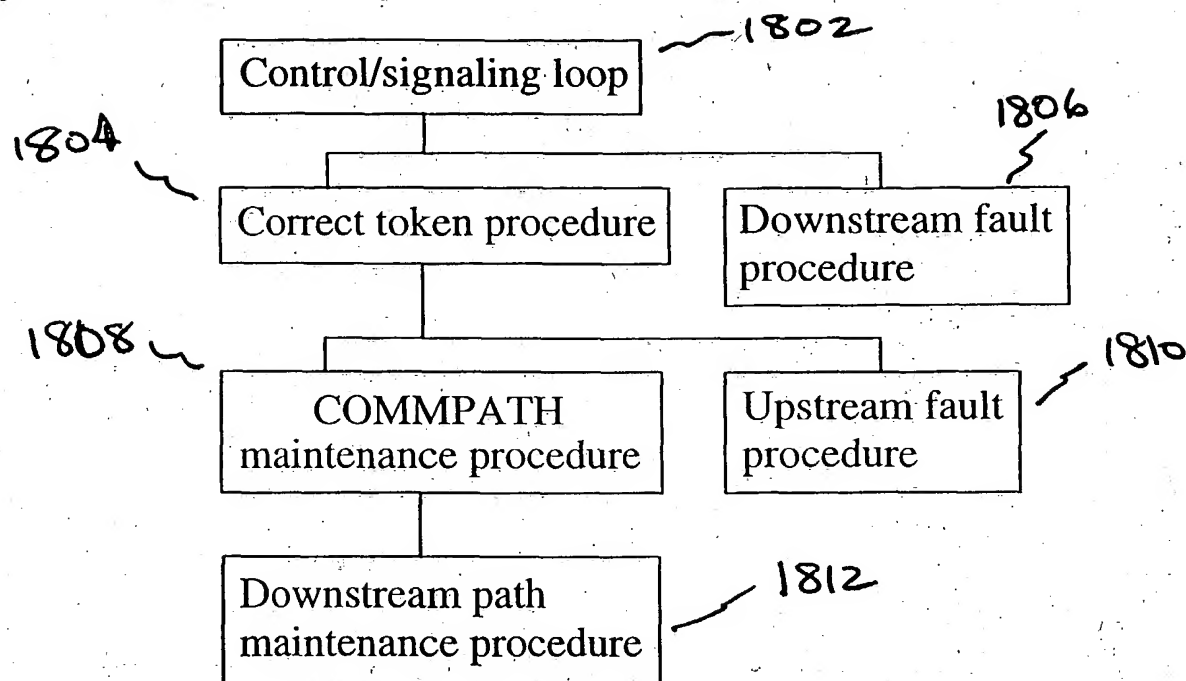 1802
Control/signaling loop
1804
1806
Correct token procedure
Downstream fault
procedure
1808
1810
COMMPATH
maintenance procedure
Upstream fault
procedure
1812
Downstream path
maintenance procedure